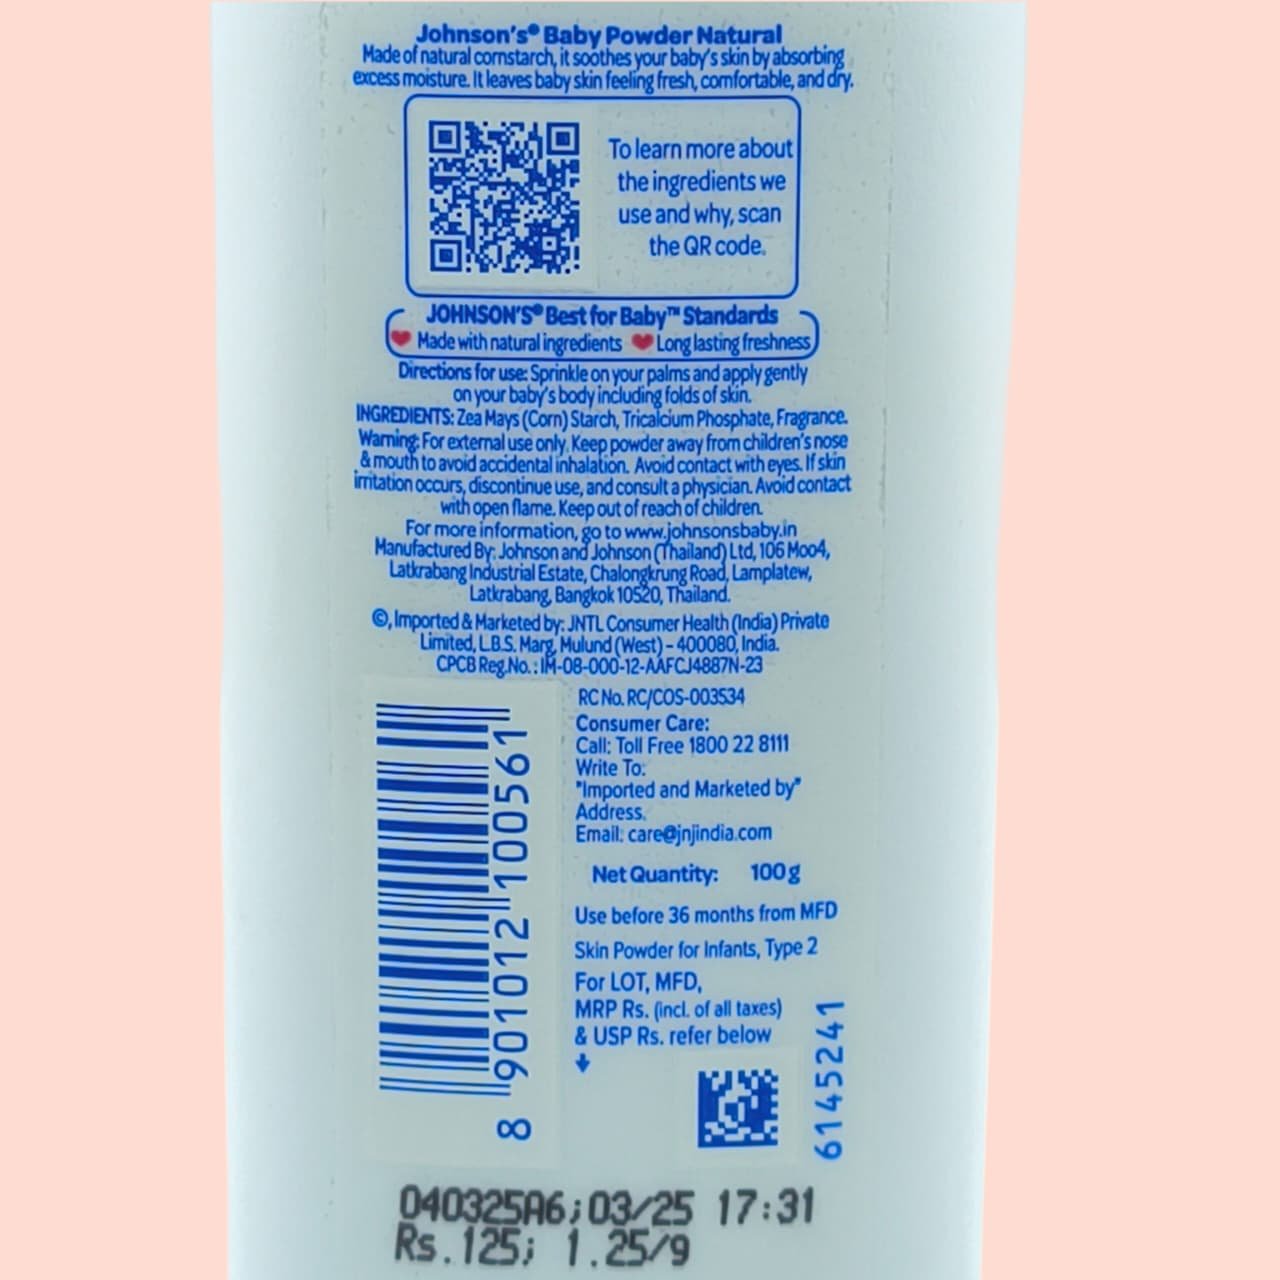 Johnson's® Baby Powder Natural
Made of natural cornstarch, it soothes your baby's skin by absorbing
excess moisture. It leaves baby skin feeling fresh, comfortable, and dry.
To learn more about
the ingredients we
use and why, scan
the QR code.
JOHNSON'S® Best for Baby™ Standards
Made with natural ingredients Long lasting freshness
Directions for use: Sprinkle on your palms and apply gently
on your baby's body including folds of skin.
INGREDIENTS: Zea Mays (Corn) Starch, Tricalcium Phosphate, Fragrance.
Warning: For external use only. Keep powder away from children's nose
& mouth to avoid accidental inhalation. Avoid contact with eyes. If skin
irritation occurs, discontinue use, and consult a physician. Avoid contact
with open flame. Keep out of reach of children.
For more information, go to www.johnsonsbaby.in
Manufactured By: Johnson and Johnson (Thailand) Ltd, 106 Moo4,
Latkrabang Industrial Estate, Chalongkrung Road, Lamplatew,
Latkrabang, Bangkok 10520, Thailand.
©, Imported & Marketed by: JNTL Consumer Health (India) Private
Limited, L.B.S. Marg, Mulund (West) – 400080, India.
CPCB Reg.No. : IM-08-000-12-AAFCJ4887N-23
RC No. RC/COS-003534
Consumer Care:
Call: Toll Free 1800 22 8111
Write To:
"Imported and Marketed by"
Address.
Email: care@jnjindia.com
Net Quantity: 100 g
Use before 36 months from MFD
Skin Powder for Infants, Type 2
For LOT, MFD,
MRP Rs. (incl. of all taxes)
& USP Rs. refer below
8 901012 100561
6145241
040325A6;03/25 17:31
Rs.125; 1.25/9